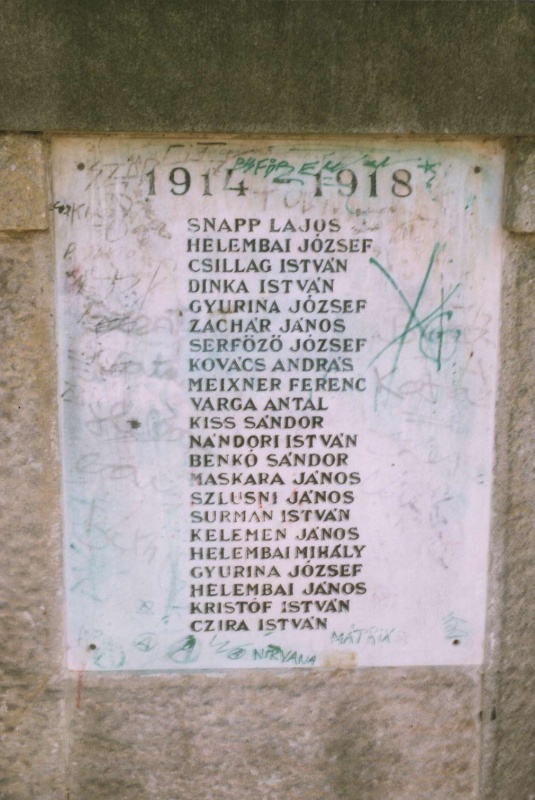 1914 – 1918
SNAPP LAJOS
HELEMBAI JÓZSEF
CSILLAG ISTVÁN
DINKA ISTVÁN
GYURINA JÓZSEF
ZACHÁR JÁNOS
SERFÖZÖ JÓZSEF
KOVÁCS ANDRÁS
MEIXNER FERENC
VARGA ANTAL
KISS SÁNDOR
NÁNDORI ISTVÁN
BENKÓ SÁNDOR
MASKARA JÁNOS
SZLUSNI JÁNOS
SURMAN ISTVÁN
KELEMEN JÁNOS
HELEMBAI MIHÁLY
GYURINA JÓZSEF
HELEMBAI JÁNOS
KRISTÓF ISTVÁN
CZIRA ISTVÁN
NIRVANA